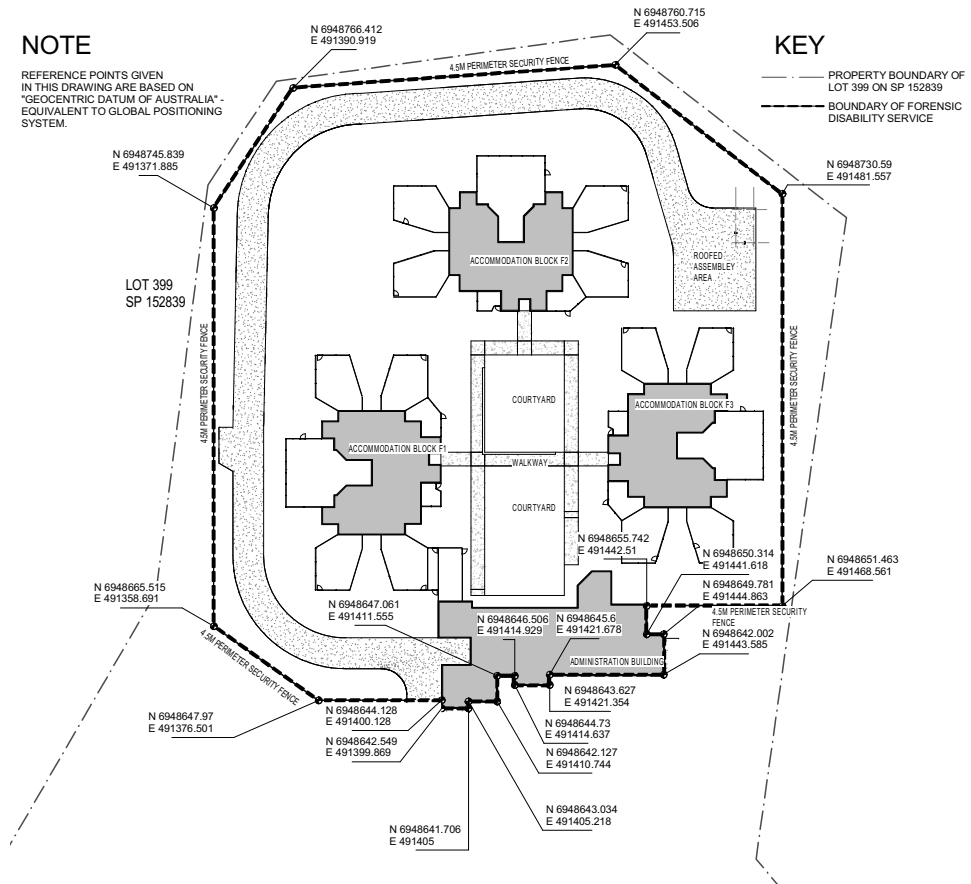 N 6948760.715
E 491453.506
N 6948766.412
E 491390.919
NOTE
KEY
REFERENCE POINTS GIVEN
IN THIS DRAWING ARE BASED ON
"GEOCENTRIC DATUM OF AUSTRALIA" -
EQUIVALENT TO GLOBAL POSITIONING
SYSTEM.
4.5M PERIMETER SECURITY FENCE
PROPERTY BOUNDARY OF
LOT 399 ON SP 152839
BOUNDARY OF FORENSIC
DISABILITY SERVICE
N 6948745.839
E 491371.885
N 6948730.59
E 491481.557
ACCOMMODATION BLOCK F2
ROOFED
ASSEMBLEY
AREA
LOT 399
SP 152839
4.5M PERIMETER SECURITY FENCE
4.5M PERIMETER SECURITY FENCE
COURTYARD
ACCOMMODATION BLOCK F3
ACCOMMODATION BLOCK F1
WALKWAY
COURTYARD
N 6948655.742
E 491442.51
N 6948650.314
E 491441.618
N 6948651.463
E 491468.561
N 6948649.781
E 491444.863
N 6948665.515
E 491358.691
N 6948647.061
E 491411.555
N 6948646.506
E 491414.929
N 6948645.6
E 491421.678
4.5M PERIMETER SECURITY
FENCE
N 6948642.002
E 491443.585
4.5M PERIMETER SECURITY FENCE
ADMINISTRATION BUILDING
N 6948643.627
E 491421.354
N 6948647.97
E 491376.501
N 6948644.128
E 491400.128
N 6948644.73
E 491414.637
N 6948642.549
E 491399.869
N 6948642.127
E 491410.744
N 6948643.034
E 491405.218
N 6948641.706
E 491405